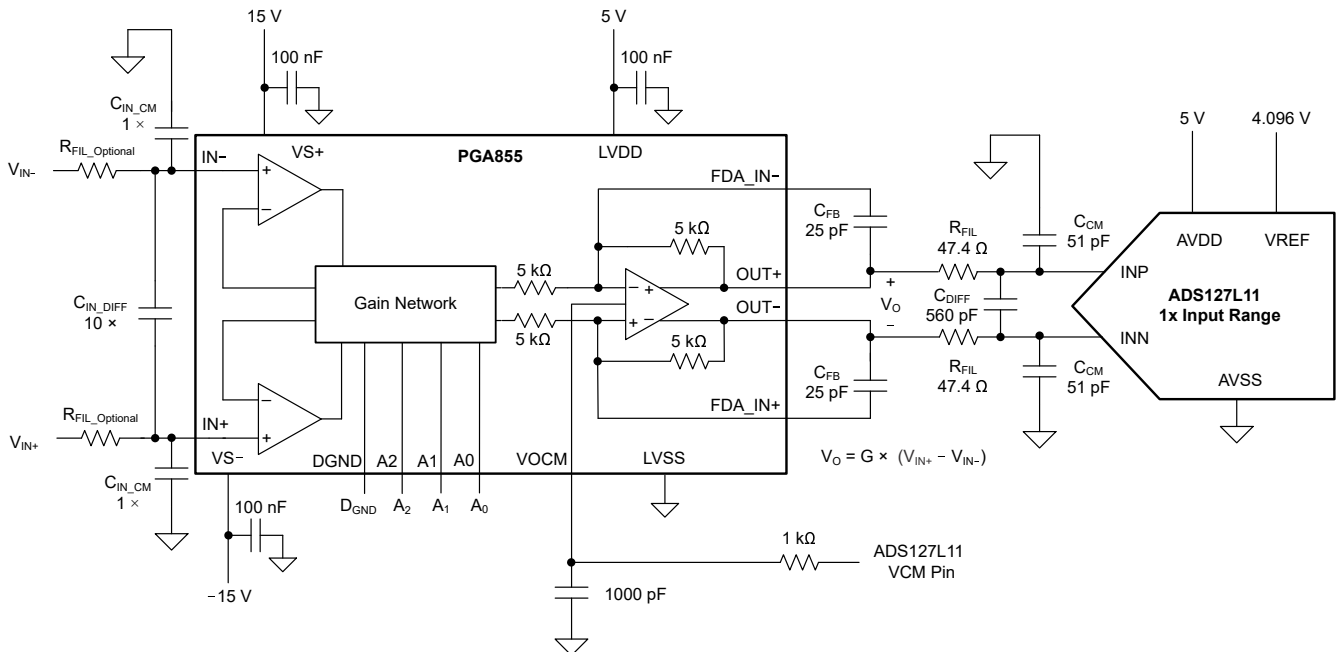 15 V
5 V
100 nF
100 nF
C_IN_CM
1 ×
5 V
4.096 V
R_FIL_Optional
IN−
VS+
PGA855
LVDD
V_IN−
FDA_IN−
C_FB
25 pF
R_FIL
47.4 Ω
C_CM
51 pF
AVDD
VREF
5 kΩ
5 kΩ
OUT+
INP
Gain Network
C_IN_DIFF
10 ×
+
V_O
−
C_DIFF
560 pF
ADS127L11
1x Input Range
5 kΩ
OUT−
INN
5 kΩ
C_FB
25 pF
R_FIL
47.4 Ω
C_CM
51 pF
AVSS
R_FIL_Optional
IN+
FDA_IN+
V_IN+
VS−
DGND
A2
A1
A0
VOCM
LVSS
V_O = G × (V_IN+ − V_IN−)
C_IN_CM
1 ×
100 nF
D_GND
A_2
A_1
A_0
1 kΩ
ADS127L11
VCM Pin
−15 V
1000 pF